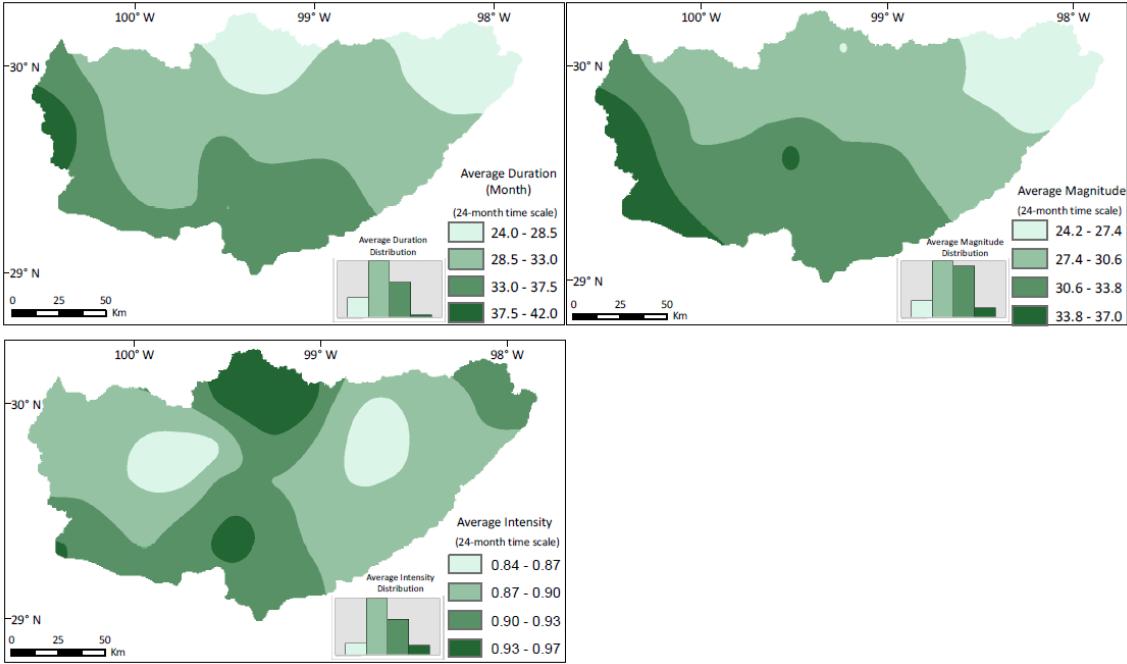 100° W 99° W 98° W
30° N
29° N
Average Duration
(Month)
(24-month time scale)
24.0 - 28.5
28.5 - 33.0
33.0 - 37.5
37.5 - 42.0
Average Duration
Distribution
0 25 50
Km
100° W 99° W 98° W
30° N
29° N
Average Magnitude
(24-month time scale)
24.2 - 27.4
27.4 - 30.6
30.6 - 33.8
33.8 - 37.0
Average Magnitude
Distribution
0 25 50
Km
100° W 99° W 98° W
30° N
29° N
Average Intensity
(24-month time scale)
0.84 - 0.87
0.87 - 0.90
0.90 - 0.93
0.93 - 0.97
Average Intensity
Distribution
0 25 50
Km